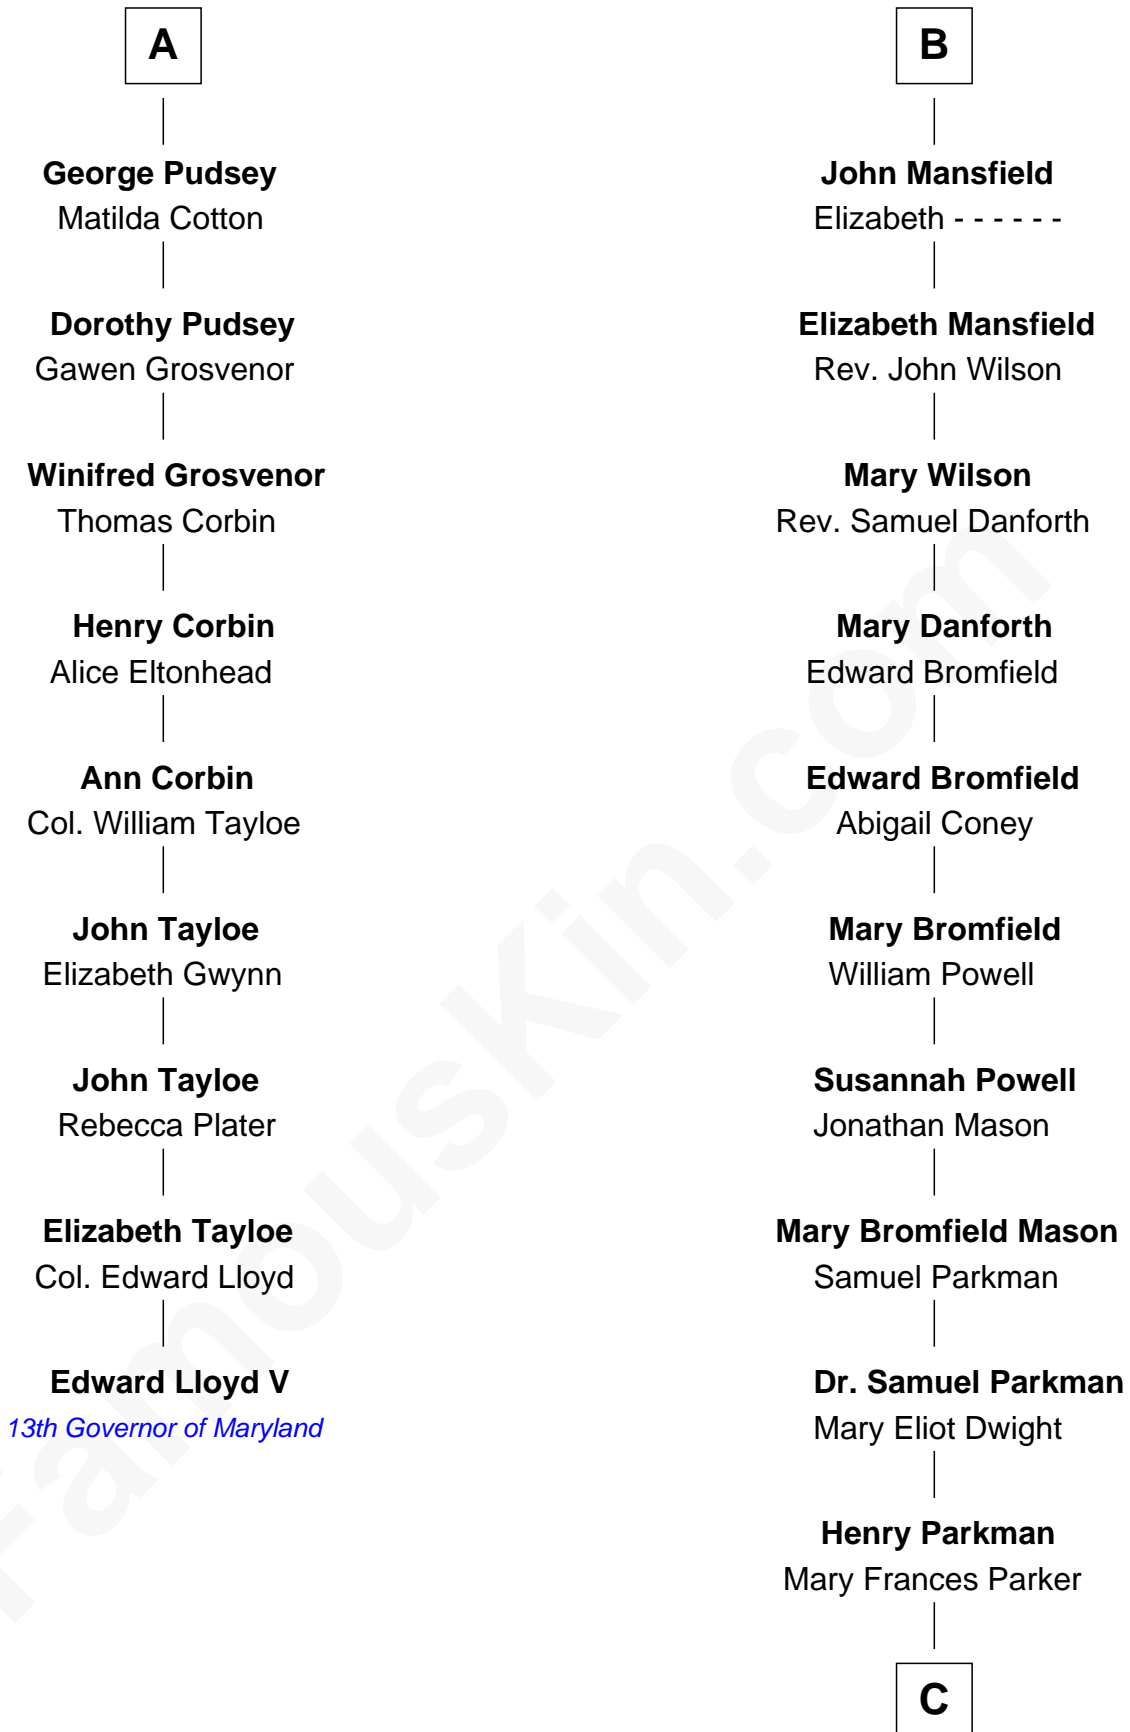 A
George Pudsey
Matilda Cotton
Dorothy Pudsey
Gawen Grosvenor
Winifred Grosvenor
Thomas Corbin
Henry Corbin
Alice Eltonhead
Ann Corbin
Col. William Tayloe
John Tayloe
Elizabeth Gwynn
John Tayloe
Rebecca Plater
Elizabeth Tayloe
Col. Edward Lloyd
Edward Lloyd V
13th Governor of Maryland
B
John Mansfield
Elizabeth - - - - - -
Elizabeth Mansfield
Rev. John Wilson
Mary Wilson
Rev. Samuel Danforth
Mary Danforth
Edward Bromfield
Edward Bromfield
Abigail Coney
Mary Bromfield
William Powell
Susannah Powell
Jonathan Mason
Mary Bromfield Mason
Samuel Parkman
Dr. Samuel Parkman
Mary Eliot Dwight
Henry Parkman
Mary Frances Parker
C
FamousKin.com